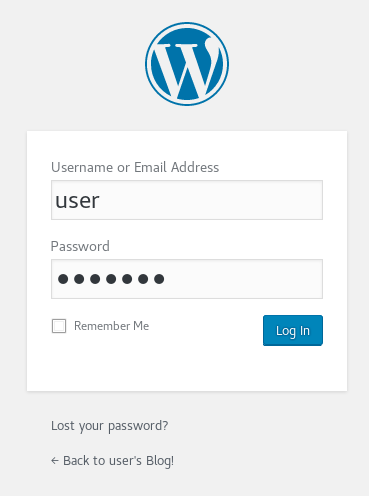 Username or Email Address
user
Password
•••••••
Remember Me
Log In
Lost your password?
← Back to user's Blog!